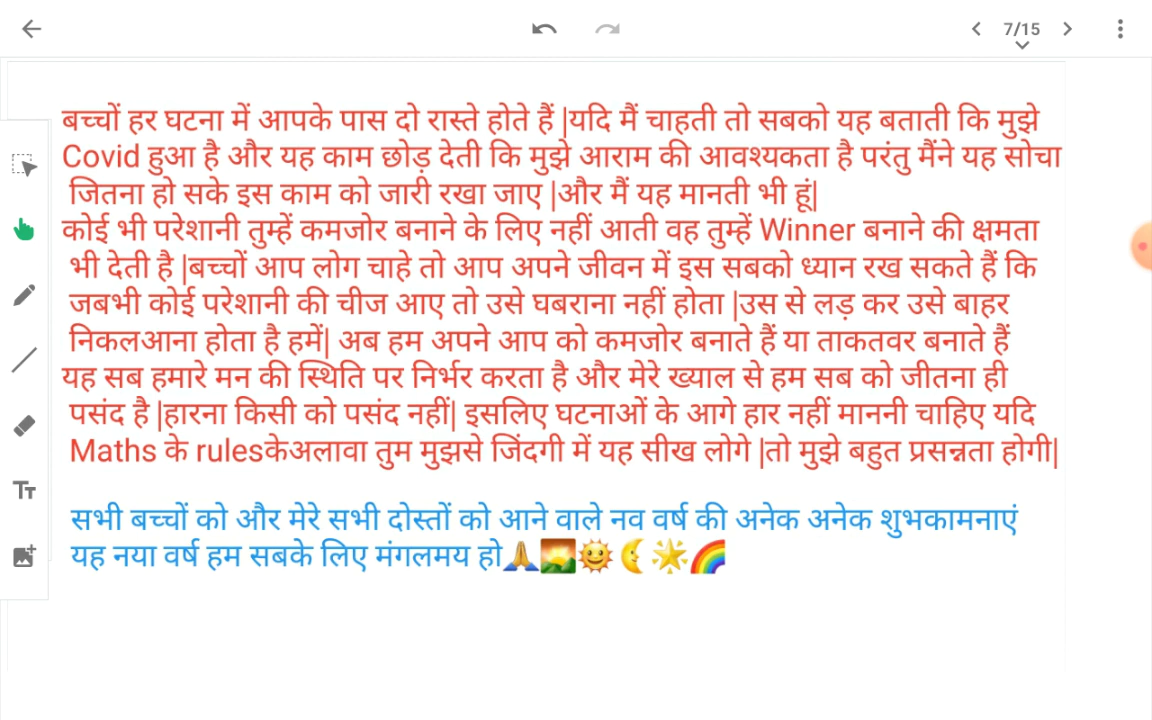 7/15
बच्चों हर घटना में आपके पास दो रास्ते होते हैं |यदि मैं चाहती तो सबको यह बताती कि मुझे
Covid हुआ है और यह काम छोड़ देती कि मुझे आराम की आवश्यकता है परंतु मैंने यह सोचा
जितना हो सके इस काम को जारी रखा जाए |और मैं यह मानती भी हूं|
कोई भी परेशानी तुम्हें कमजोर बनाने के लिए नहीं आती वह तुम्हें Winner बनाने की क्षमता
भी देती है |बच्चों आप लोग चाहे तो आप अपने जीवन में इस सबको ध्यान रख सकते हैं कि
जबभी कोई परेशानी की चीज आए तो उसे घबराना नहीं होता |उस से लड़ कर उसे बाहर
निकलआना होता है हमें| अब हम अपने आप को कमजोर बनाते हैं या ताकतवर बनाते हैं
यह सब हमारे मन की स्थिति पर निर्भर करता है और मेरे ख्याल से हम सब को जीतना ही
पसंद है |हारना किसी को पसंद नहीं| इसलिए घटनाओं के आगे हार नहीं माननी चाहिए यदि
Maths के rulesकेअलावा तुम मुझसे जिंदगी में यह सीख लोगे |तो मुझे बहुत प्रसन्नता होगी|
सभी बच्चों को और मेरे सभी दोस्तों को आने वाले नव वर्ष की अनेक अनेक शुभकामनाएं
यह नया वर्ष हम सबके लिए मंगलमय हो🙏🌄🌞🌜🌟🌈